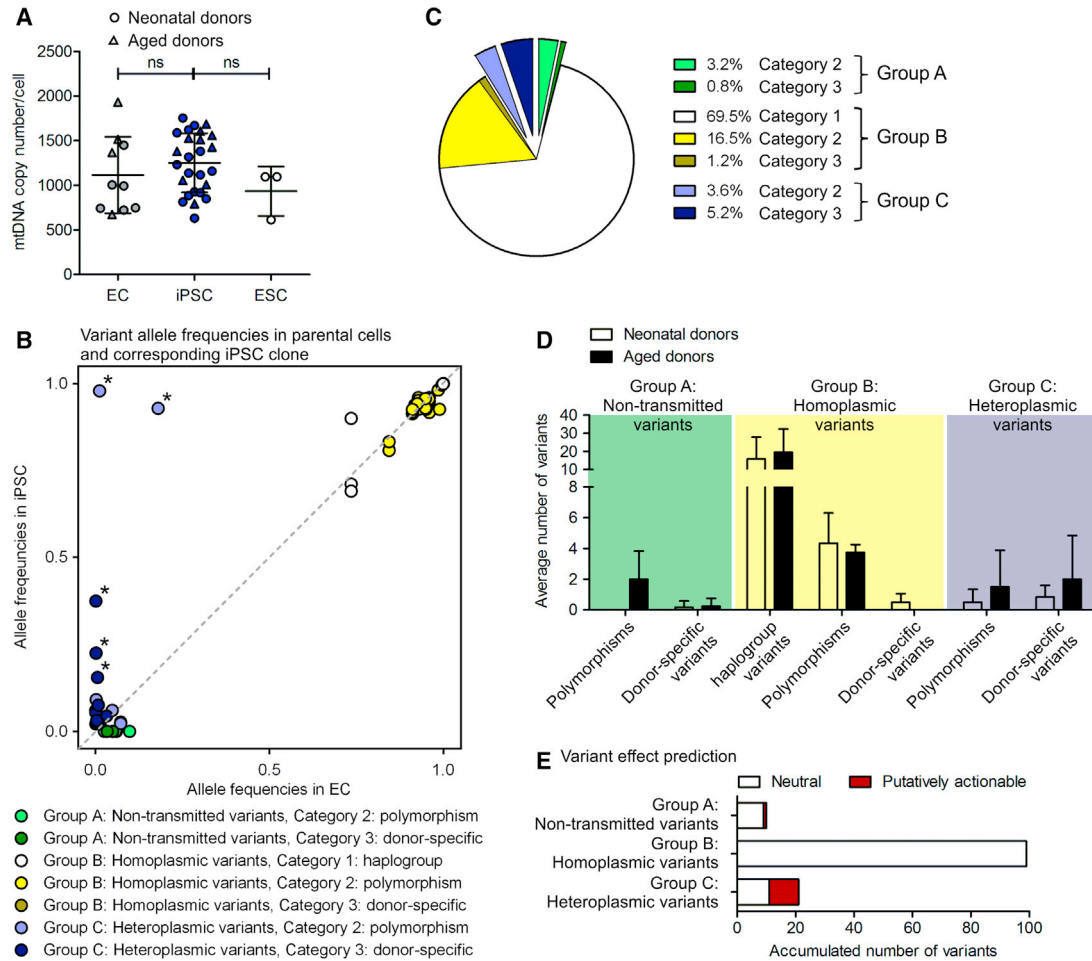 A
Neonatal donors
Aged donors
ns
ns
2500
2000
1500
1000
500
0
mtDNA copy number/cell
EC
iPSC
ESC
C
3.2% Category 2
0.8% Category 3
Group A
69.5% Category 1
16.5% Category 2
1.2% Category 3
Group B
3.6% Category 2
5.2% Category 3
Group C
B
Variant allele frequencies in parental cells
and corresponding iPSC clone
1.0
0.5
0.0
Allele freqeuncies in iPSC
*
*
*
*
*
0.0
0.5
1.0
Allele fequencies in EC
Group A: Non-transmitted variants, Category 2: polymorphism
Group A: Non-transmitted variants, Category 3: donor-specific
Group B: Homoplasmic variants, Category 1: haplogroup
Group B: Homoplasmic variants, Category 2: polymorphism
Group B: Homoplasmic variants, Category 3: donor-specific
Group C: Heteroplasmic variants, Category 2: polymorphism
Group C: Heteroplasmic variants, Category 3: donor-specific
D
Neonatal donors
Aged donors
Group A:
Non-transmitted
variants
Group B:
Homoplasmic
variants
Group C:
Heteroplasmic
variants
40
30
20
10
8
6
4
2
0
Average number of variants
Polymorphisms
Donor-specific
variants
haplogroup
variants
Polymorphisms
Donor-specific
variants
Polymorphisms
Donor-specific
variants
E
Variant effect prediction
Neutral
Putatively actionable
Group A:
Non-transmitted variants
Group B:
Homoplasmic variants
Group C:
Heteroplasmic variants
0
20
40
60
80
100
Accumulated number of variants